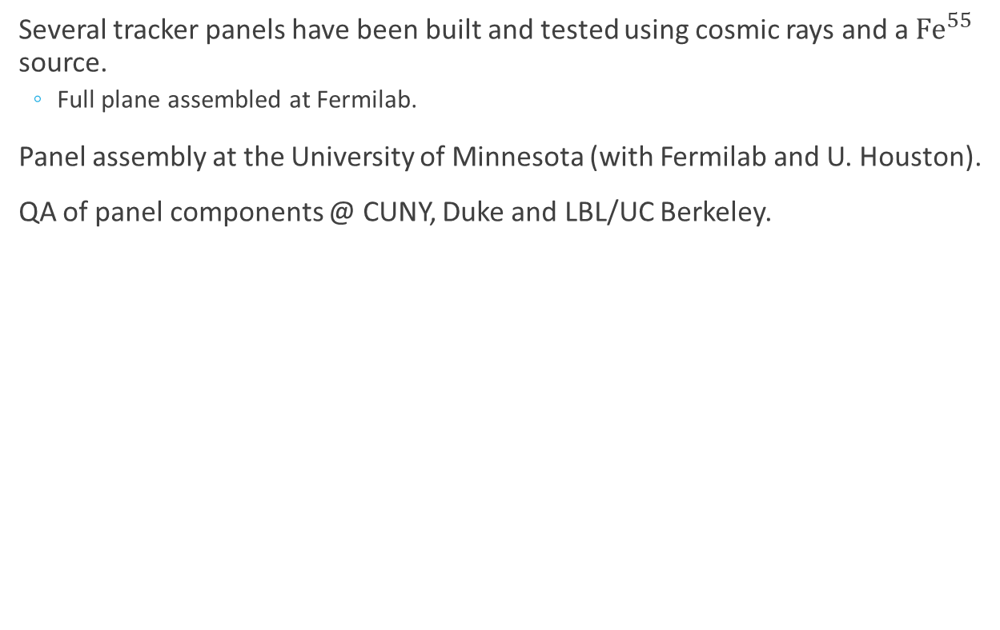 Several tracker panels have been built and tested using cosmic rays and a Fe⁵⁵
source.
◦ Full plane assembled at Fermilab.
Panel assembly at the University of Minnesota (with Fermilab and U. Houston).
QA of panel components @ CUNY, Duke and LBL/UC Berkeley.